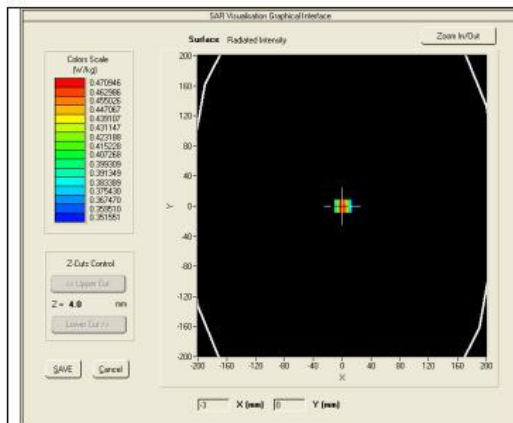 SAR Visualisation Graphical Interface
Surface Radiated Intensity
Zoom In/Out
Colors Scale
(W/kg)
0.470946
0.462986
0.455026
0.447067
0.439107
0.431147
0.423188
0.415228
0.407268
0.399309
0.391349
0.383389
0.375430
0.367470
0.359510
0.351551
200
160
120
80
40
0
-40
-80
-120
-160
-200
Y
-200 -160 -120 -80 -40 0 40 80 120 160 200
X
Z-Cuts Control
<< Upper Cut
Z = 4.0 mm
Lower Cut >>
SAVE Cancel
-3 X (mm) 0 Y (mm)